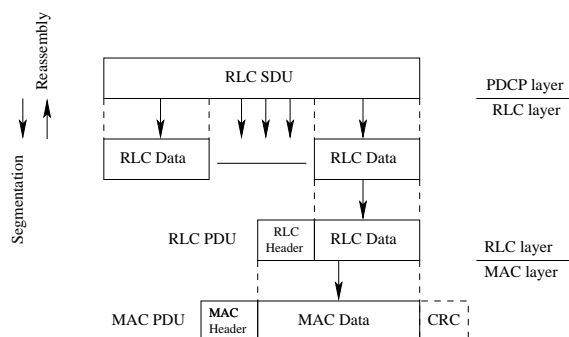 Reassembly
Segmentation
RLC SDU
PDCP layer
RLC layer
RLC Data
RLC Data
RLC PDU
RLC
Header
RLC Data
RLC layer
MAC layer
MAC PDU
MAC
Header
MAC Data
CRC